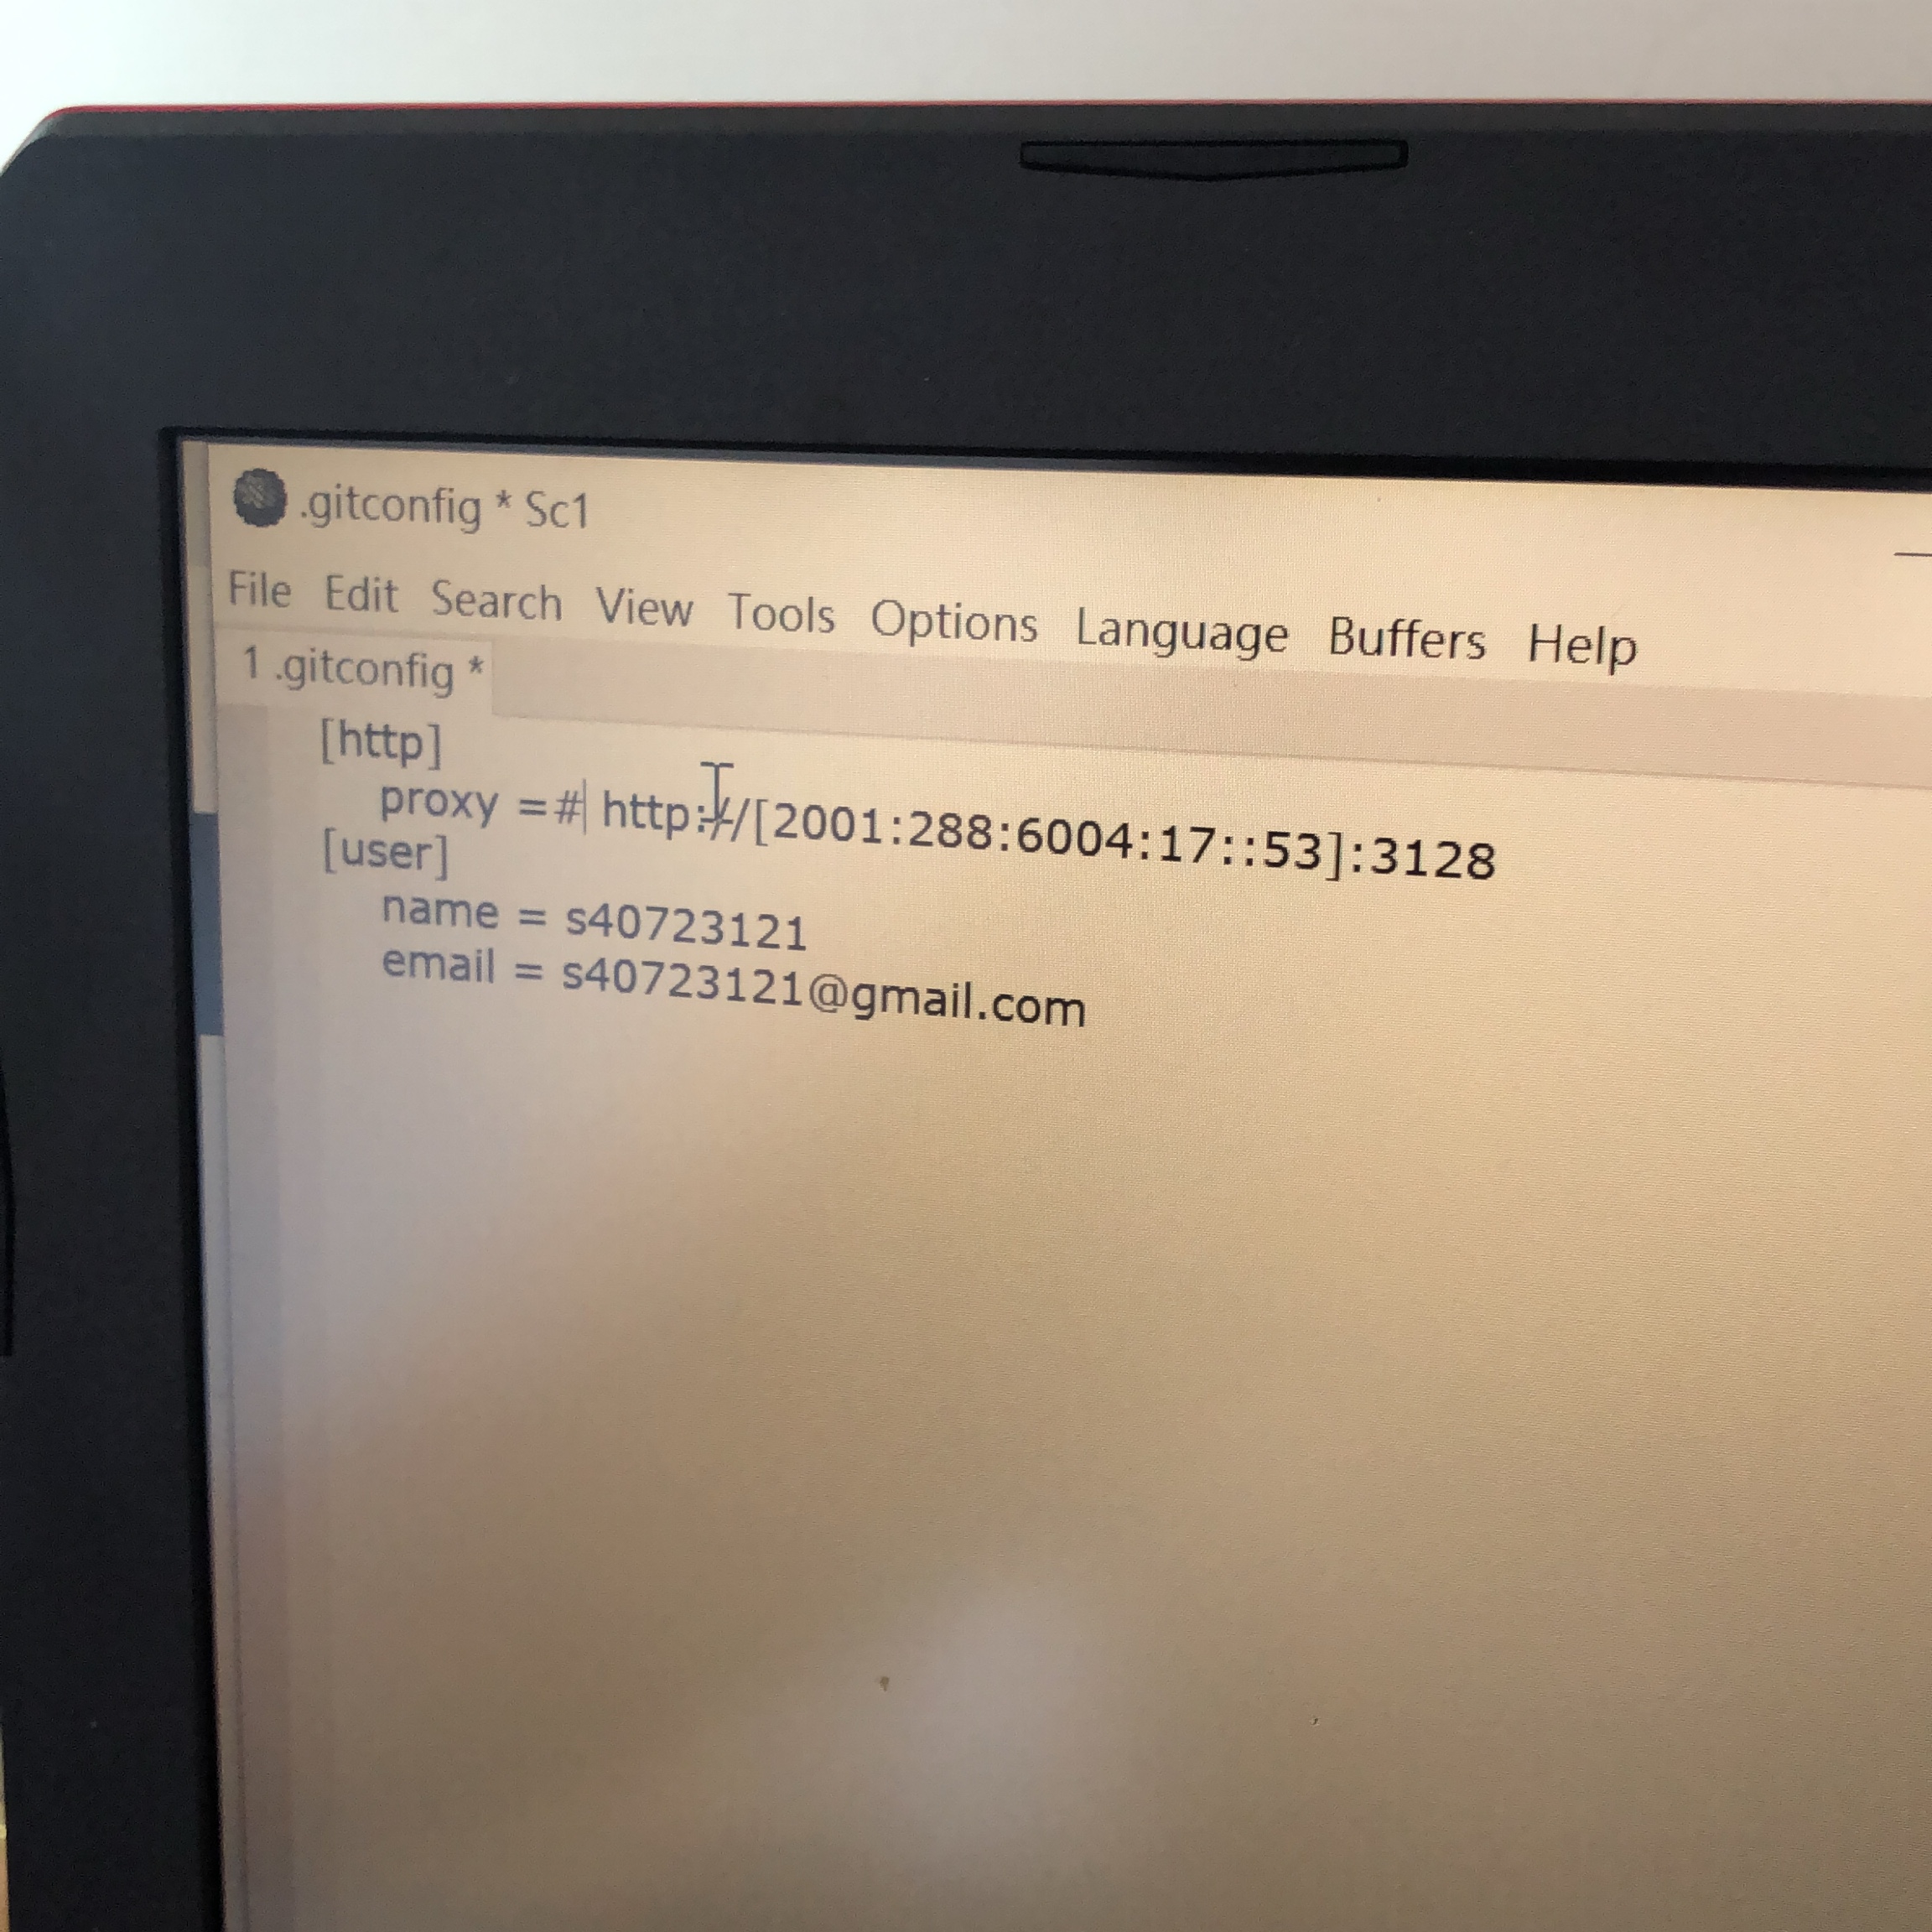 .gitconfig * Sc1
File Edit Search View Tools Options Language Buffers Help
1 .gitconfig *
[http]
proxy =# http://[2001:288:6004:17::53]:3128
[user]
name = s40723121
email = s40723121@gmail.com